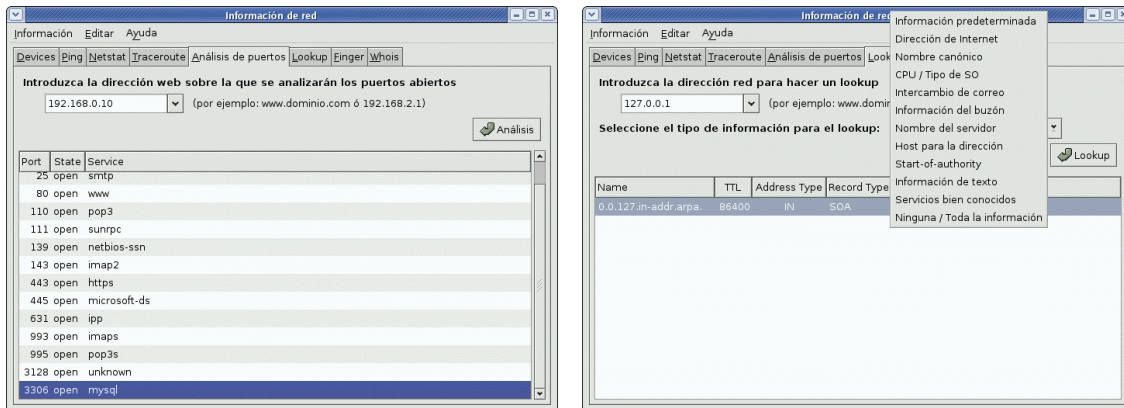 Información de red
Información Editar Ayuda
Devices Ping Netstat Traceroute Análisis de puertos Lookup Finger Whois
Introduzca la dirección web sobre la que se analizarán los puertos abiertos
192.168.0.10 (por ejemplo: www.dominio.com ó 192.168.2.1)
Análisis
Port State Service
25 open smtp
80 open www
110 open pop3
111 open sunrpc
139 open netbios-ssn
143 open imap2
443 open https
445 open microsoft-ds
631 open ipp
993 open imaps
995 open pop3s
3128 open unknown
3306 open mysql
Información de red
Información Editar Ayuda
Devices Ping Netstat Traceroute Análisis de puertos Look
Introduzca la dirección red para hacer un lookup
127.0.0.1 (por ejemplo: www.domin
Seleccione el tipo de información para el lookup:
Lookup
Name TTL Address Type Record Type
0.0.127.in-addr.arpa. 86400 IN SOA
Información predeterminada
Dirección de Internet
Nombre canónico
CPU / Tipo de SO
Intercambio de correo
Información del buzón
Nombre del servidor
Host para la dirección
Start-of-authority
Información de texto
Servicios bien conocidos
Ninguna / Toda la información